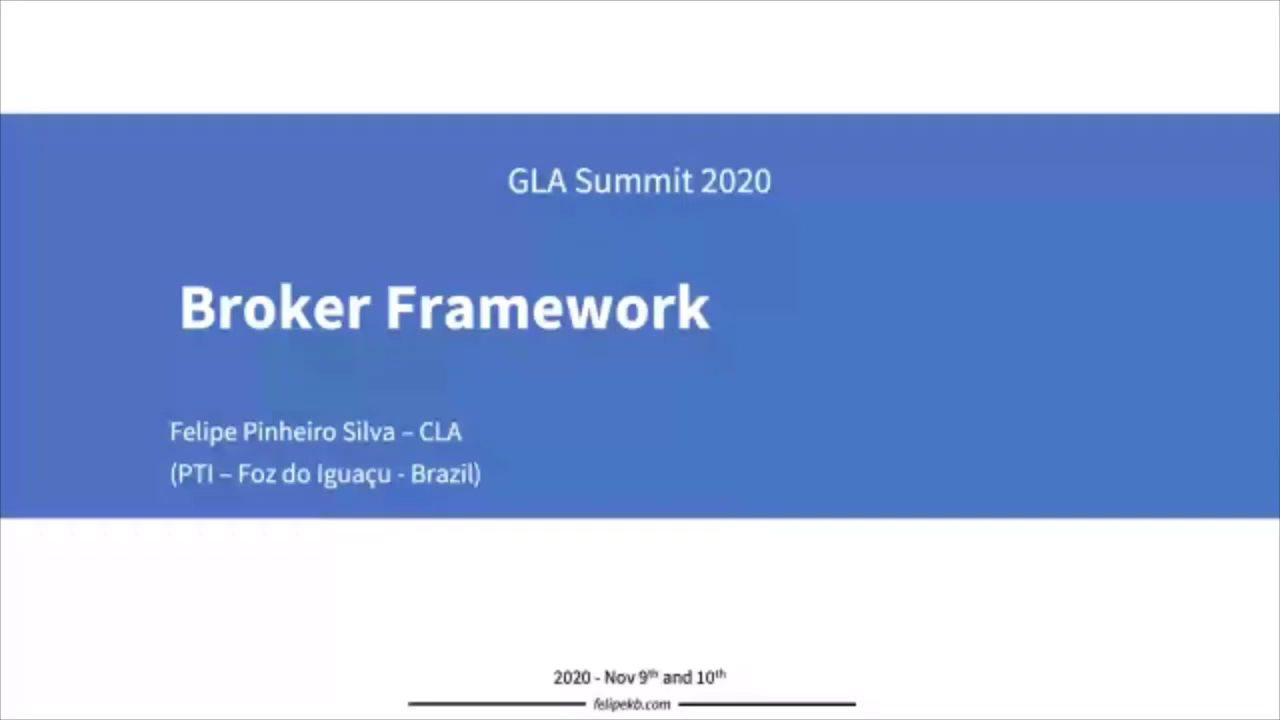 GLA Summit 2020
Broker Framework
Felipe Pinheiro Silva – CLA
(PTI – Foz do Iguaçu - Brazil)
2020 - Nov 9th and 10th
felipekb.com